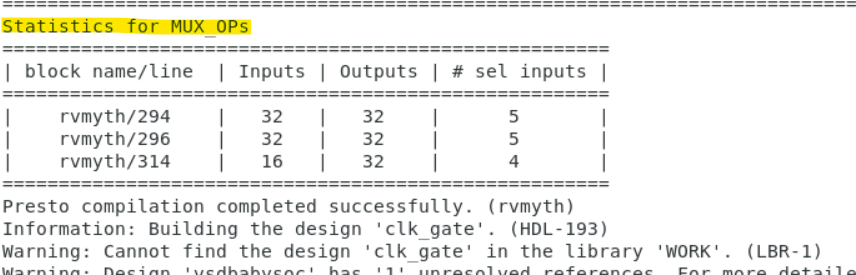 ================================================================================
Statistics for MUX_OPs
======================================================
| block name/line  | Inputs | Outputs | # sel inputs |
======================================================
|    rvmyth/294    |   32   |   32    |      5       |
|    rvmyth/296    |   32   |   32    |      5       |
|    rvmyth/314    |   16   |   32    |      4       |
======================================================
Presto compilation completed successfully. (rvmyth)
Information: Building the design 'clk_gate'. (HDL-193)
Warning: Cannot find the design 'clk_gate' in the library 'WORK'. (LBR-1)
Warning: Design 'vsdbabysoc' has '1' unresolved references. For more detaile